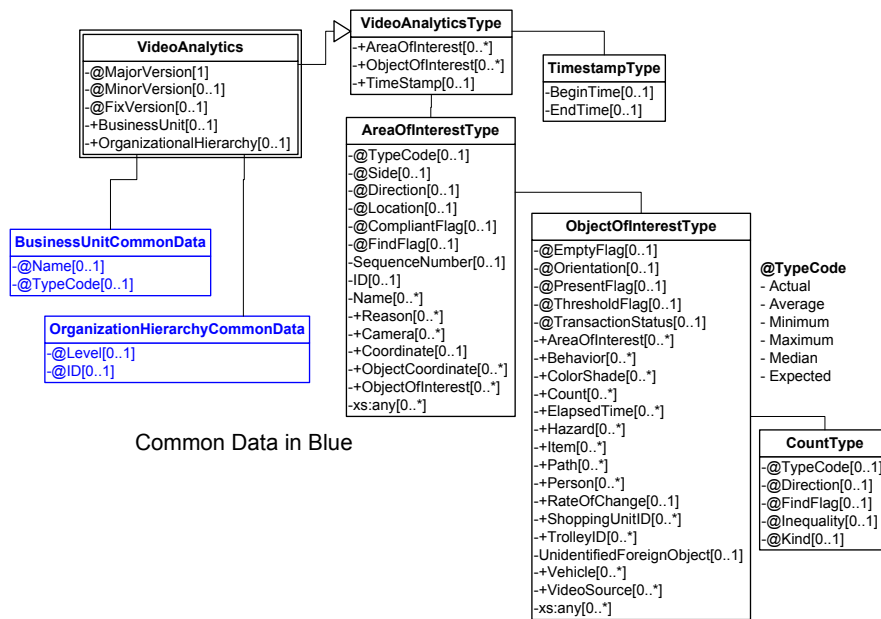 VideoAnalytics
-@MajorVersion[1]
-@MinorVersion[0..1]
-@FixVersion[0..1]
-+BusinessUnit[0..1]
-+OrganizationalHierarchy[0..1]
VideoAnalyticsType
-+AreaOfInterest[0..*]
-+ObjectOfInterest[0..*]
-+TimeStamp[0..1]
TimestampType
-BeginTime[0..1]
-EndTime[0..1]
AreaOfInterestType
-@TypeCode[0..1]
-@Side[0..1]
-@Direction[0..1]
-@Location[0..1]
-@CompliantFlag[0..1]
-@FindFlag[0..1]
-SequenceNumber[0..1]
-ID[0..1]
-Name[0..*]
-+Reason[0..*]
-+Camera[0..*]
-+Coordinate[0..1]
-+ObjectCoordinate[0..*]
-+ObjectOfInterest[0..*]
-xs:any[0..*]
BusinessUnitCommonData
-@Name[0..1]
-@TypeCode[0..1]
OrganizationHierarchyCommonData
-@Level[0..1]
-@ID[0..1]
Common Data in Blue
ObjectOfInterestType
-@EmptyFlag[0..1]
-@Orientation[0..1]
-@PresentFlag[0..1]
-@ThresholdFlag[0..1]
-@TransactionStatus[0..1]
-+AreaOfInterest[0..*]
-+Behavior[0..*]
-+ColorShade[0..*]
-+Count[0..*]
-+ElapsedTime[0..*]
-+Hazard[0..*]
-+Item[0..*]
-+Path[0..*]
-+Person[0..*]
-+RateOfChange[0..1]
-+ShoppingUnitID[0..*]
-+TrolleyID[0..*]
-UnidentifiedForeignObject[0..1]
-+Vehicle[0..*]
-+VideoSource[0..*]
-xs:any[0..*]
@TypeCode
- Actual
- Average
- Minimum
- Maximum
- Median
- Expected
CountType
-@TypeCode[0..1]
-@Direction[0..1]
-@FindFlag[0..1]
-@Inequality[0..1]
-@Kind[0..1]